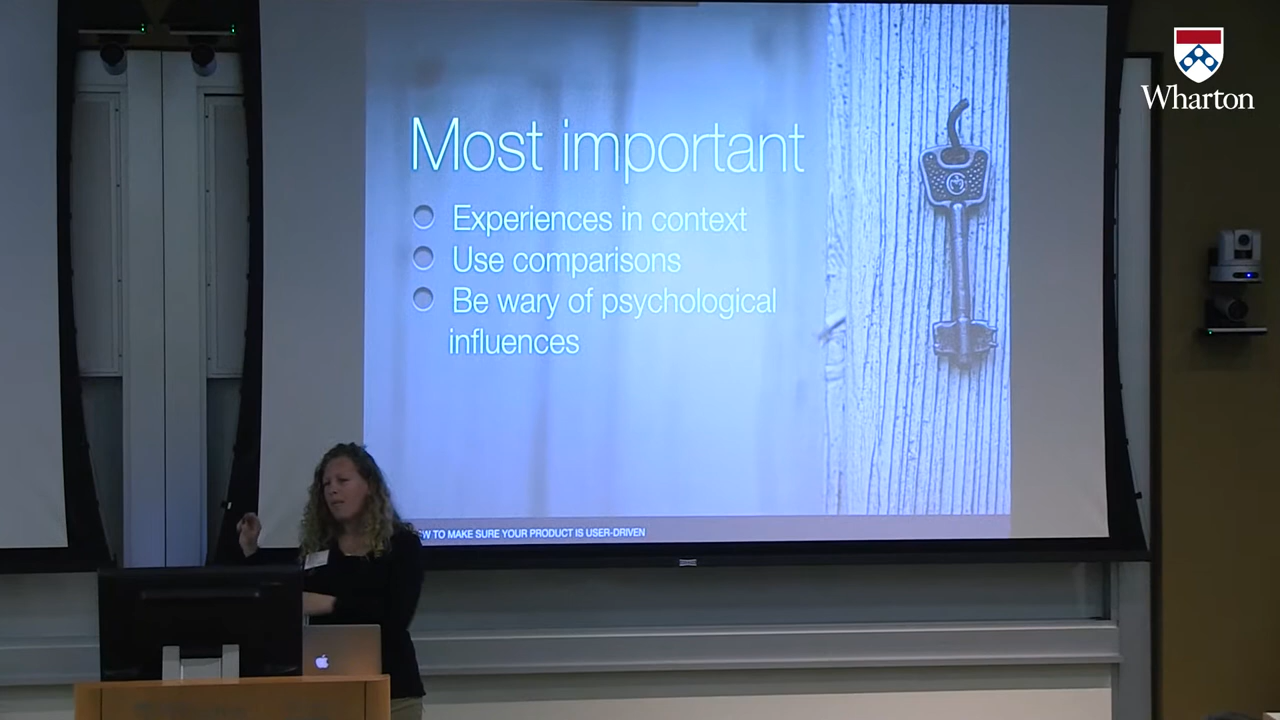 Wharton
Most important
Experiences in context
Use comparisons
Be wary of psychological
influences
TO MAKE SURE YOUR PRODUCT IS USER-DRIVEN